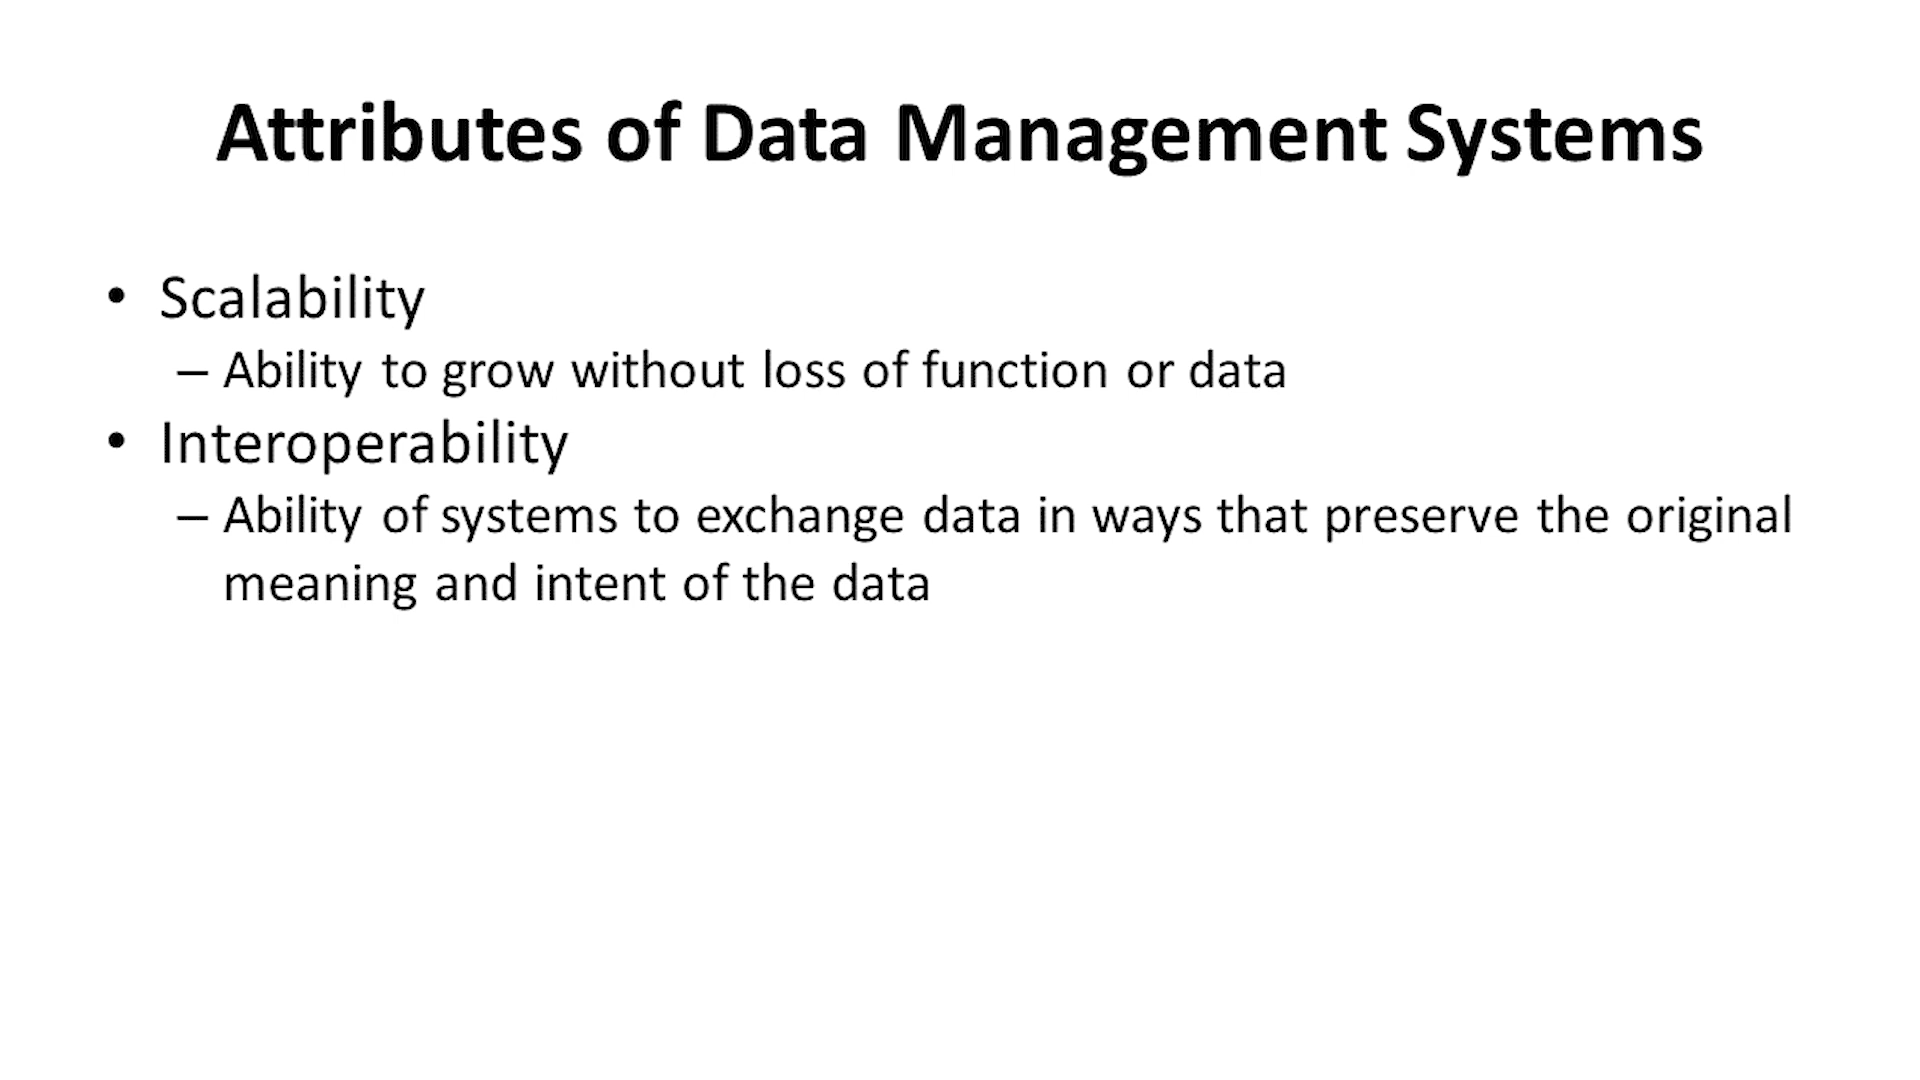 Attributes of Data Management Systems
• Scalability
– Ability to grow without loss of function or data
• Interoperability
– Ability of systems to exchange data in ways that preserve the original
meaning and intent of the data